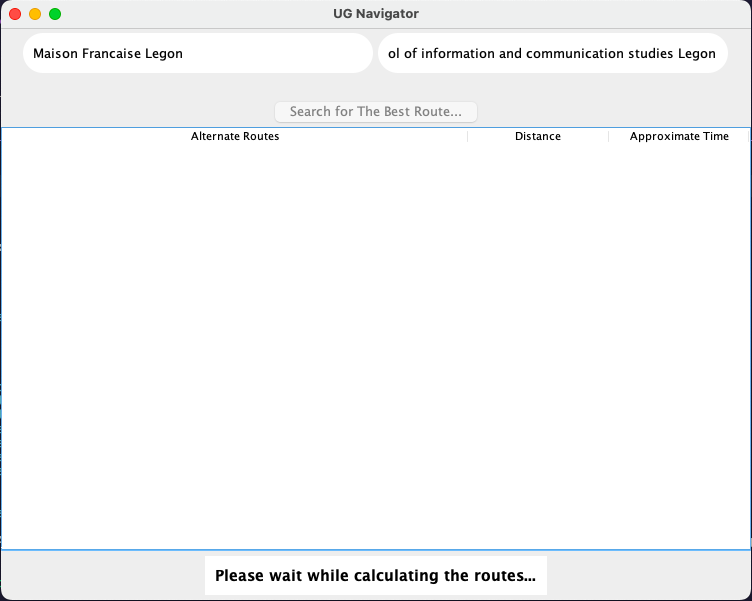 UG Navigator
Maison Francaise Legon
ol of information and communication studies Legon
Search for The Best Route...
Alternate Routes
Distance
Approximate Time
Please wait while calculating the routes...